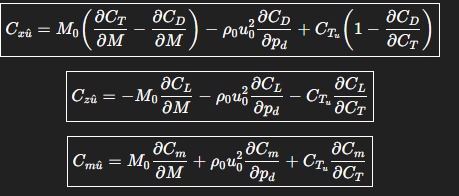 $$C_{x\hat{u}} = M_0\left(\frac{\partial C_T}{\partial M} - \frac{\partial C_D}{\partial M}\right) - \rho_0 u_0^2 \frac{\partial C_D}{\partial p_d} + C_{T_u}\left(1 - \frac{\partial C_D}{\partial C_T}\right)$$
$$C_{z\hat{u}} = -M_0 \frac{\partial C_L}{\partial M} - \rho_0 u_0^2 \frac{\partial C_L}{\partial p_d} - C_{T_u} \frac{\partial C_L}{\partial C_T}$$
$$C_{m\hat{u}} = M_0 \frac{\partial C_m}{\partial M} + \rho_0 u_0^2 \frac{\partial C_m}{\partial p_d} + C_{T_u} \frac{\partial C_m}{\partial C_T}$$